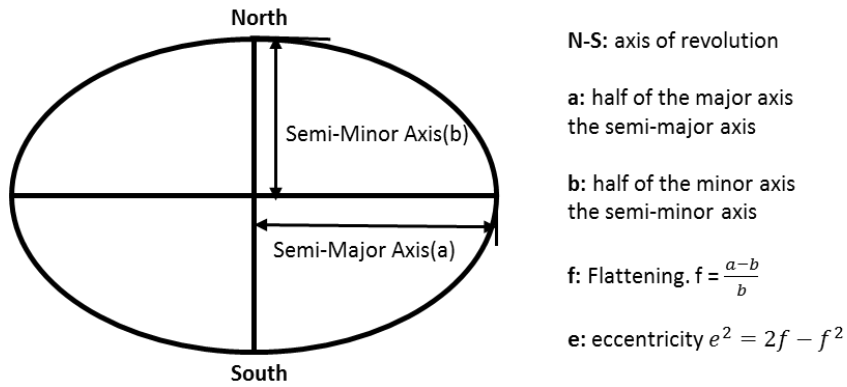 North
Semi-Minor Axis(b)
Semi-Major Axis(a)
South
N-S: axis of revolution
a: half of the major axis
the semi-major axis
b: half of the minor axis
the semi-minor axis
f: Flattening. f = \frac{a-b}{b}
e: eccentricity e² = 2f − f²